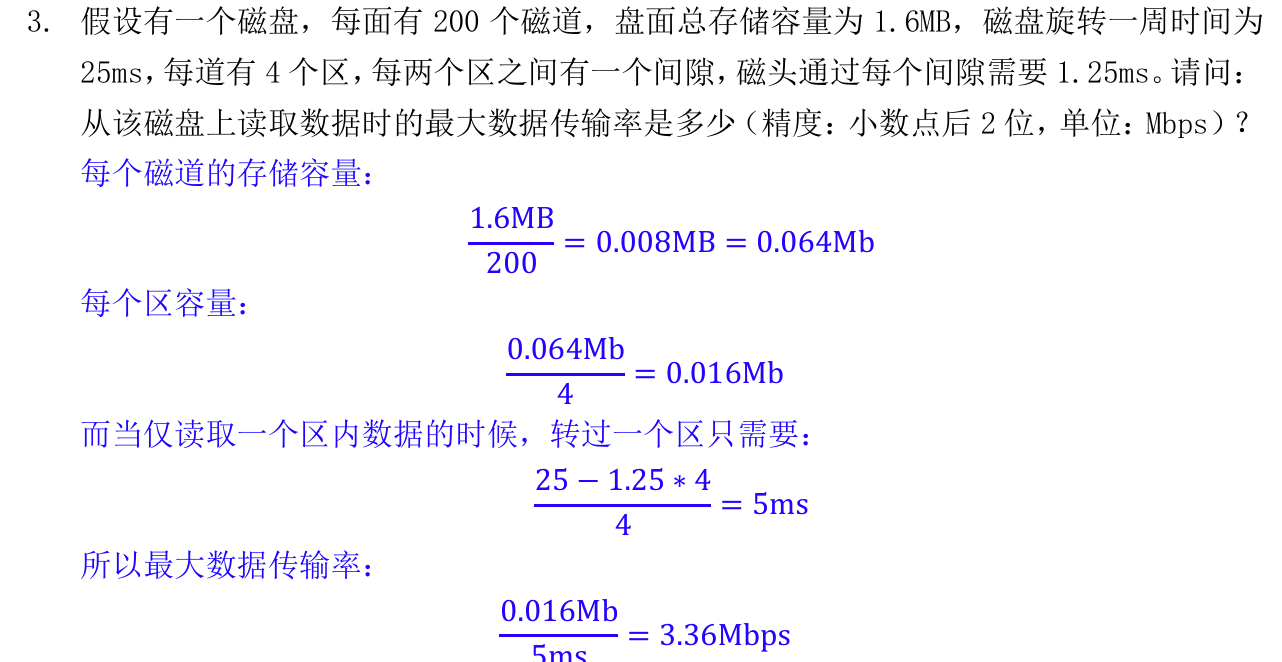 3. 假设有一个磁盘，每面有 200 个磁道，盘面总存储容量为 1.6MB，磁盘旋转一周时间为
25ms，每道有 4 个区，每两个区之间有一个间隙，磁头通过每个间隙需要 1.25ms。请问：
从该磁盘上读取数据时的最大数据传输率是多少（精度：小数点后 2 位，单位：Mbps）？
每个磁道的存储容量：
1.6MB
200
= 0.008MB = 0.064Mb
每个区容量：
0.064Mb
4
= 0.016Mb
而当仅读取一个区内数据的时候，转过一个区只需要：
25 − 1.25 ∗ 4
4
= 5ms
所以最大数据传输率：
0.016Mb
5ms
= 3.36Mbps